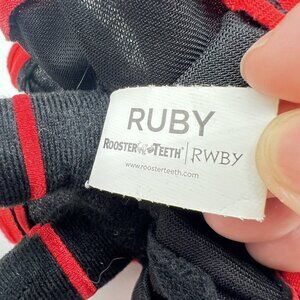 RUBY
ROOSTER TEETH® | RWBY
www.roosterteeth.com